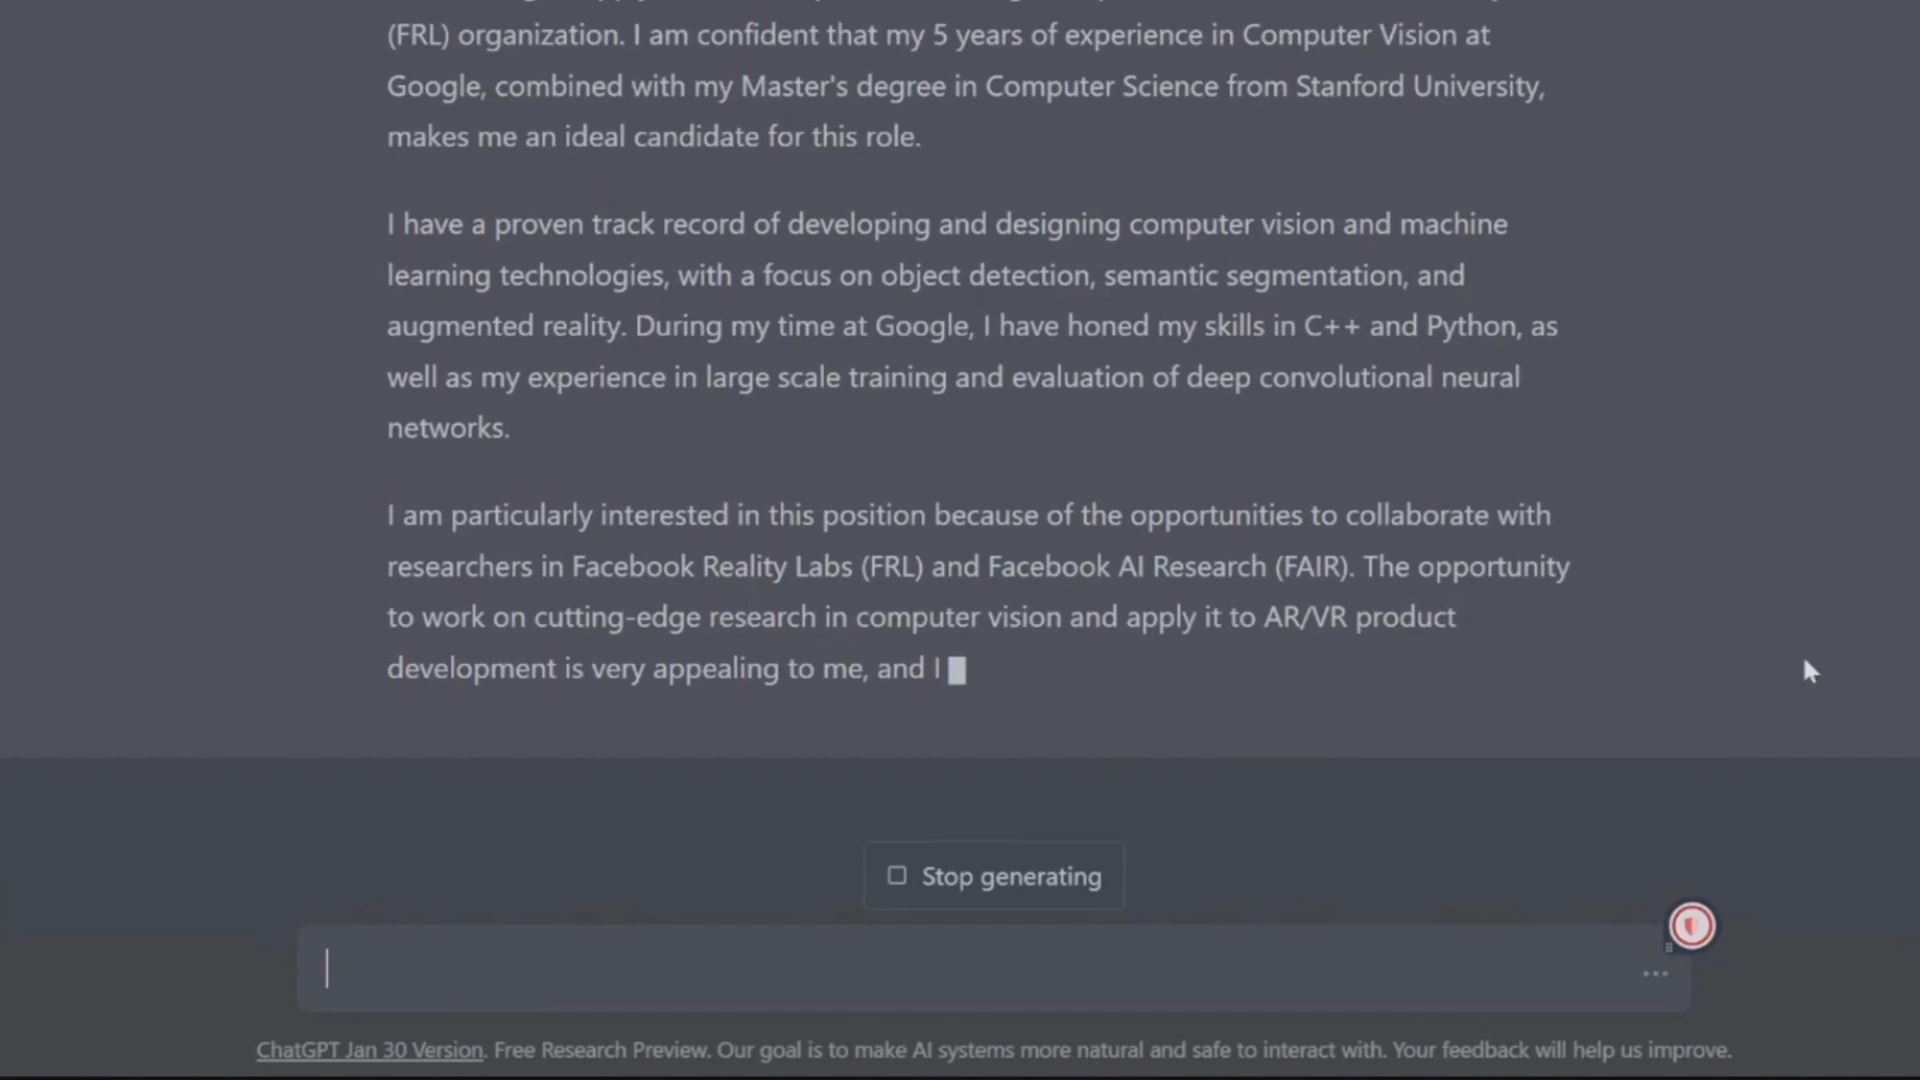 (FRL) organization. I am confident that my 5 years of experience in Computer Vision at
Google, combined with my Master's degree in Computer Science from Stanford University,
makes me an ideal candidate for this role.
I have a proven track record of developing and designing computer vision and machine
learning technologies, with a focus on object detection, semantic segmentation, and
augmented reality. During my time at Google, I have honed my skills in C++ and Python, as
well as my experience in large scale training and evaluation of deep convolutional neural
networks.
I am particularly interested in this position because of the opportunities to collaborate with
researchers in Facebook Reality Labs (FRL) and Facebook AI Research (FAIR). The opportunity
to work on cutting-edge research in computer vision and apply it to AR/VR product
development is very appealing to me, and I
Stop generating
ChatGPT Jan 30 Version. Free Research Preview. Our goal is to make AI systems more natural and safe to interact with. Your feedback will help us improve.